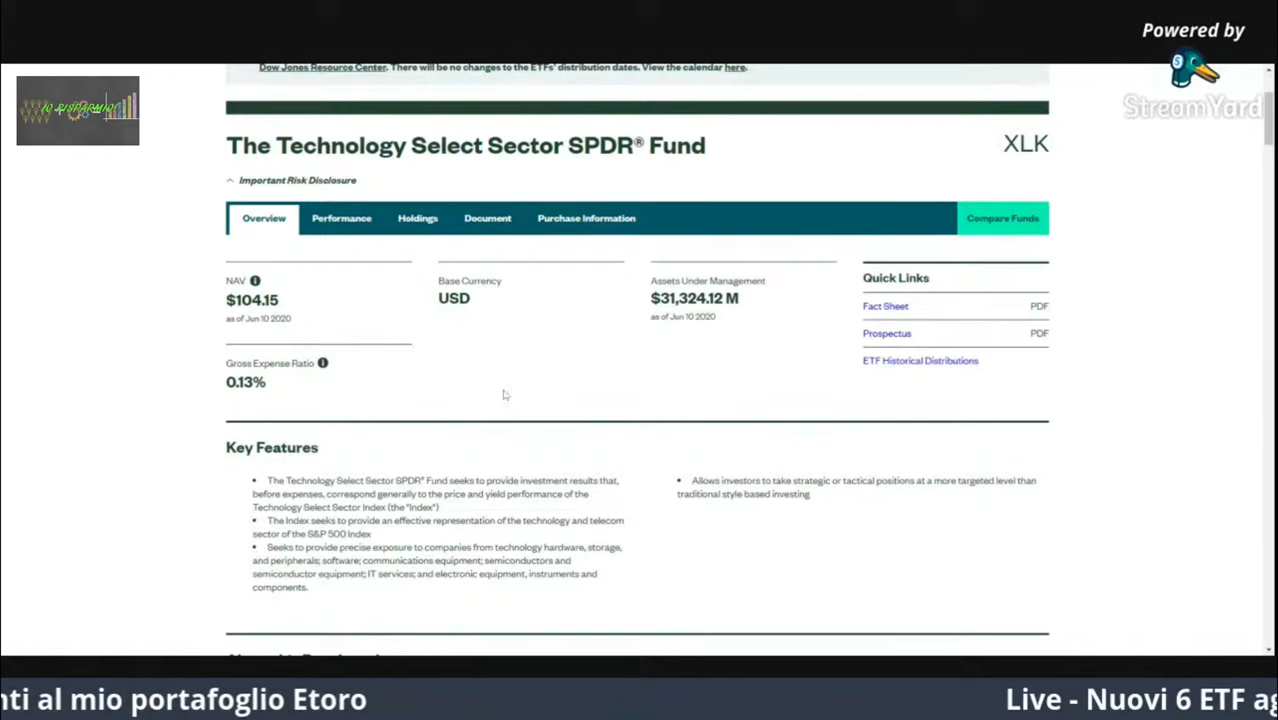 Powered by
StreamYard
IO RISPARMIO
Dow Jones Resource Center. There will be no changes to the ETFs' distribution dates. View the calendar here.
The Technology Select Sector SPDR® Fund
XLK
Important Risk Disclosure
Overview
Performance
Holdings
Document
Purchase Information
Compare Funds
NAV
$104.15
as of Jun 10 2020
Base Currency
USD
Assets Under Management
$31,324.12 M
as of Jun 10 2020
Gross Expense Ratio
0.13%
Quick Links
Fact Sheet PDF
Prospectus PDF
ETF Historical Distributions
Key Features
• The Technology Select Sector SPDR® Fund seeks to provide investment results that,
before expenses, correspond generally to the price and yield performance of the
Technology Select Sector Index (the "Index")
• The Index seeks to provide an effective representation of the technology and telecom
sector of the S&P 500 Index
• Seeks to provide precise exposure to companies from technology hardware, storage,
and peripherals; software; communications equipment; semiconductors and
semiconductor equipment; IT services; and electronic equipment, instruments and
components.
• Allows investors to take strategic or tactical positions at a more targeted level than
traditional style based investing
nti al mio portafoglio Etoro
Live - Nuovi 6 ETF ag